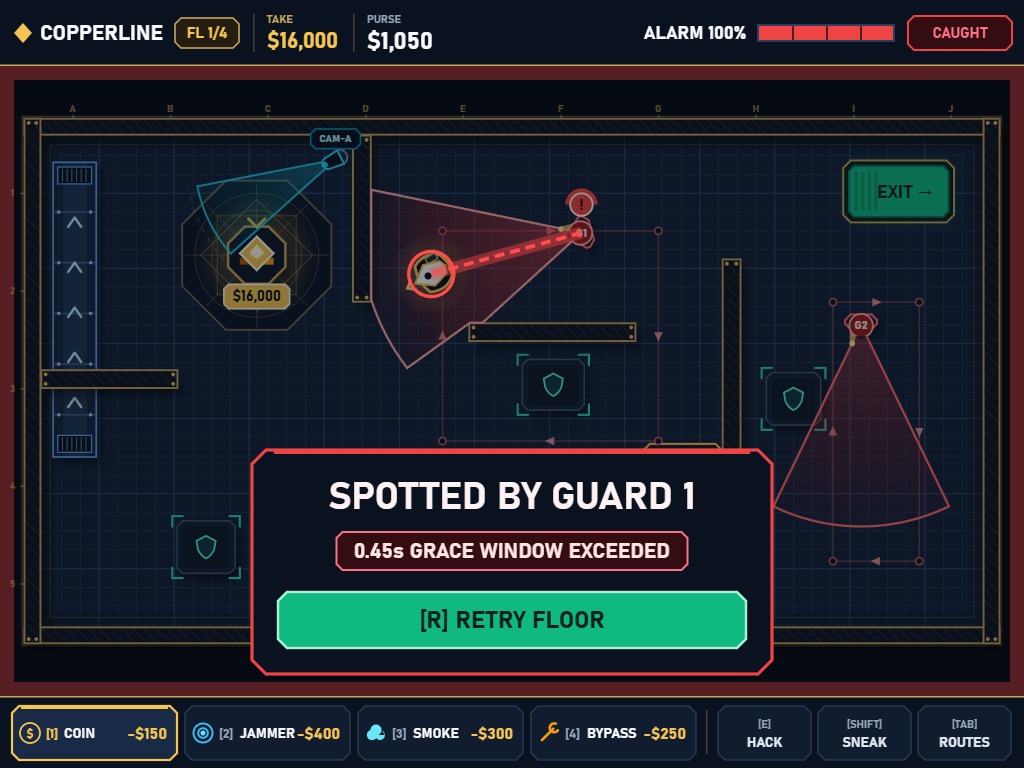 COPPERLINE
FL 1/4
TAKE
$16,000
PURSE
$1,050
ALARM 100%
CAUGHT
A B C D E F G H I J
CAM-A
1
2
3
4
5
!
G1
EXIT →
$16,000
G2
SPOTTED BY GUARD 1
0.45s GRACE WINDOW EXCEEDED
[R] RETRY FLOOR
$ [1] COIN -$150
[2] JAMMER -$400
[3] SMOKE -$300
[4] BYPASS -$250
[E]
HACK
[SHIFT]
SNEAK
[TAB]
ROUTES